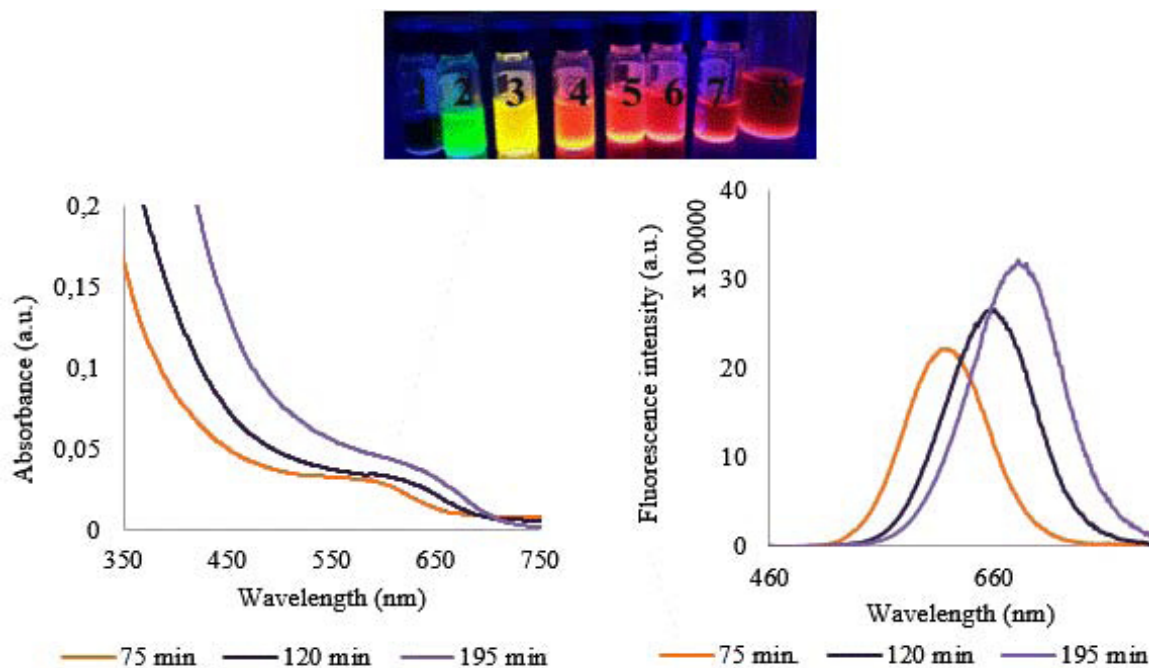 1 2 3 4 5 6 7 8
0,2
0,15
0,1
0,05
0
Absorbance (a.u.)
350 450 550 650 750
Wavelength (nm)
75 min 120 min 195 min
Fluorescence intensity (a.u.)
x 100000
40
30
20
10
0
460 660
Wavelength (nm)
75 min 120 min 195 min